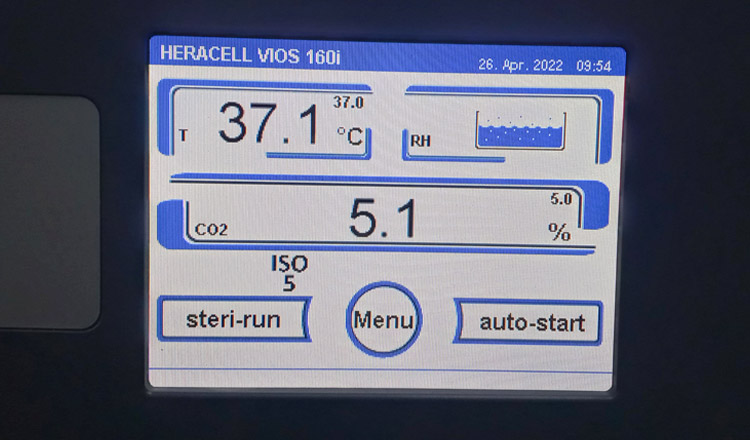 HERACELL VIOS 160i
26. Apr. 2022 09:54
37.0
T 37.1 °C
RH
5.0
CO2 5.1 %
ISO
5
steri-run
Menu
auto-start